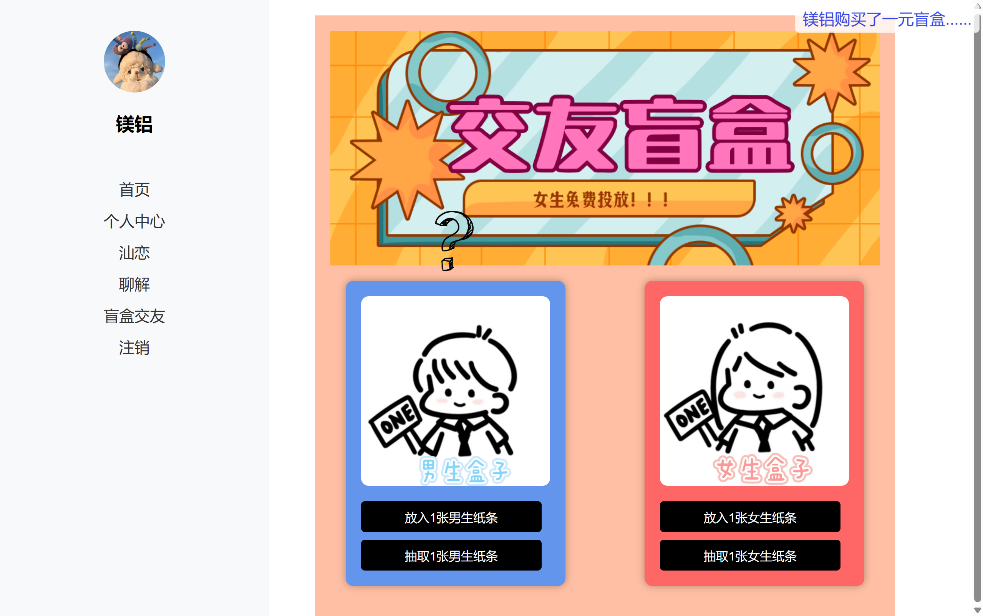 镁铝购买了一元盲盒......
镁铝
首页
个人中心
汕恋
聊解
盲盒交友
注销
交友盲盒
女生免费投放！！！
?
ONE
男生盒子
放入1张男生纸条
抽取1张男生纸条
ONE
女生盒子
放入1张女生纸条
抽取1张女生纸条